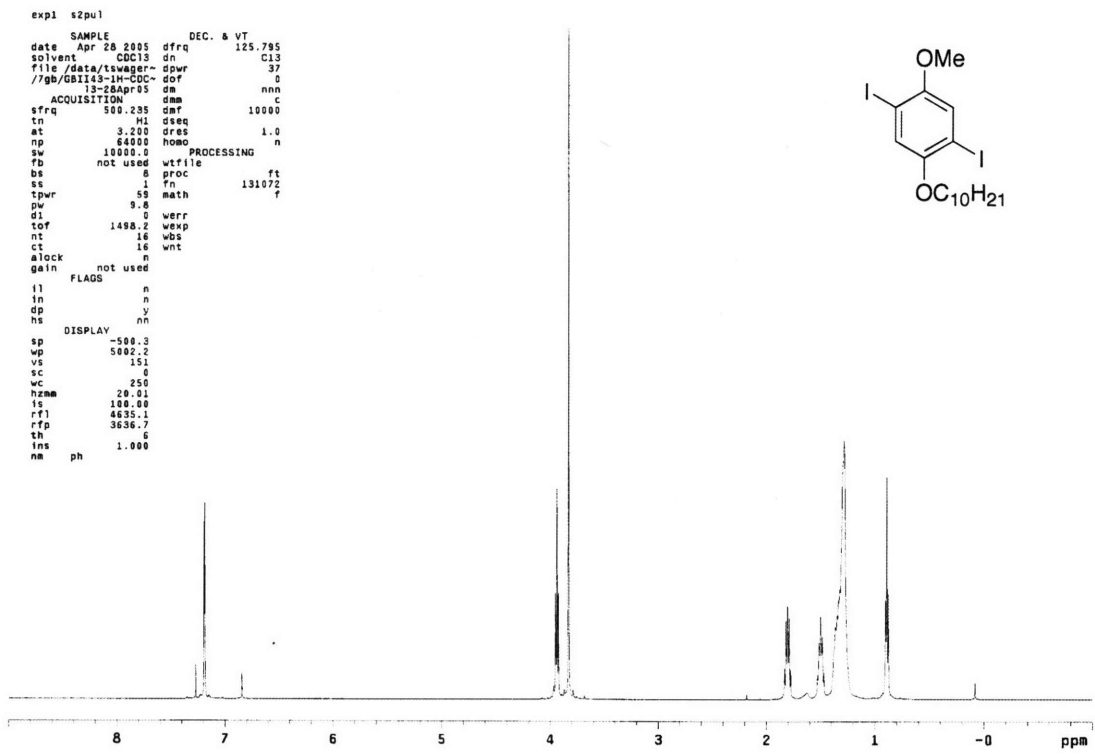 exp1 s2pul
SAMPLE DEC. & VT
date Apr 28 2005 dfrq 125.795
solvent CDCl3 dn C13
file /data/tswager~ dpwr 37
/7gb/GBII43-1H-CDC~ dof 0
13-28Apr05 dm nnn
ACQUISITION dmm c
sfrq 500.235 dmf 10000
tn H1 dseq
at 3.200 dres 1.0
np 64000 homo n
sw 10000.0 PROCESSING
fb not used wtfile
bs 8 proc ft
ss 1 fn 131072
tpwr 59 math f
pw 9.8
d1 0 werr
tof 1498.2 wexp
nt 16 wbs
ct 16 wnt
alock n
gain not used
FLAGS
il n
in n
dp y
hs nn
DISPLAY
sp -500.3
wp 5002.2
vs 151
sc 0
wc 250
hzmm 20.01
is 100.00
rfl 4635.1
rfp 3636.7
th 6
ins 1.000
nm ph
OMe
I
I
OC10H21
8 7 6 5 4 3 2 1 -0 ppm